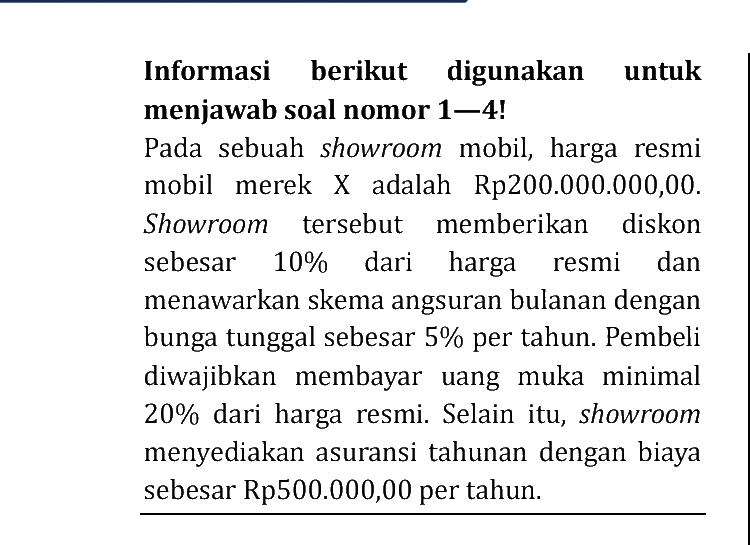 Informasi berikut digunakan untuk
menjawab soal nomor 1—4!
Pada sebuah showroom mobil, harga resmi
mobil merek X adalah Rp200.000.000,00.
Showroom tersebut memberikan diskon
sebesar 10% dari harga resmi dan
menawarkan skema angsuran bulanan dengan
bunga tunggal sebesar 5% per tahun. Pembeli
diwajibkan membayar uang muka minimal
20% dari harga resmi. Selain itu, showroom
menyediakan asuransi tahunan dengan biaya
sebesar Rp500.000,00 per tahun.